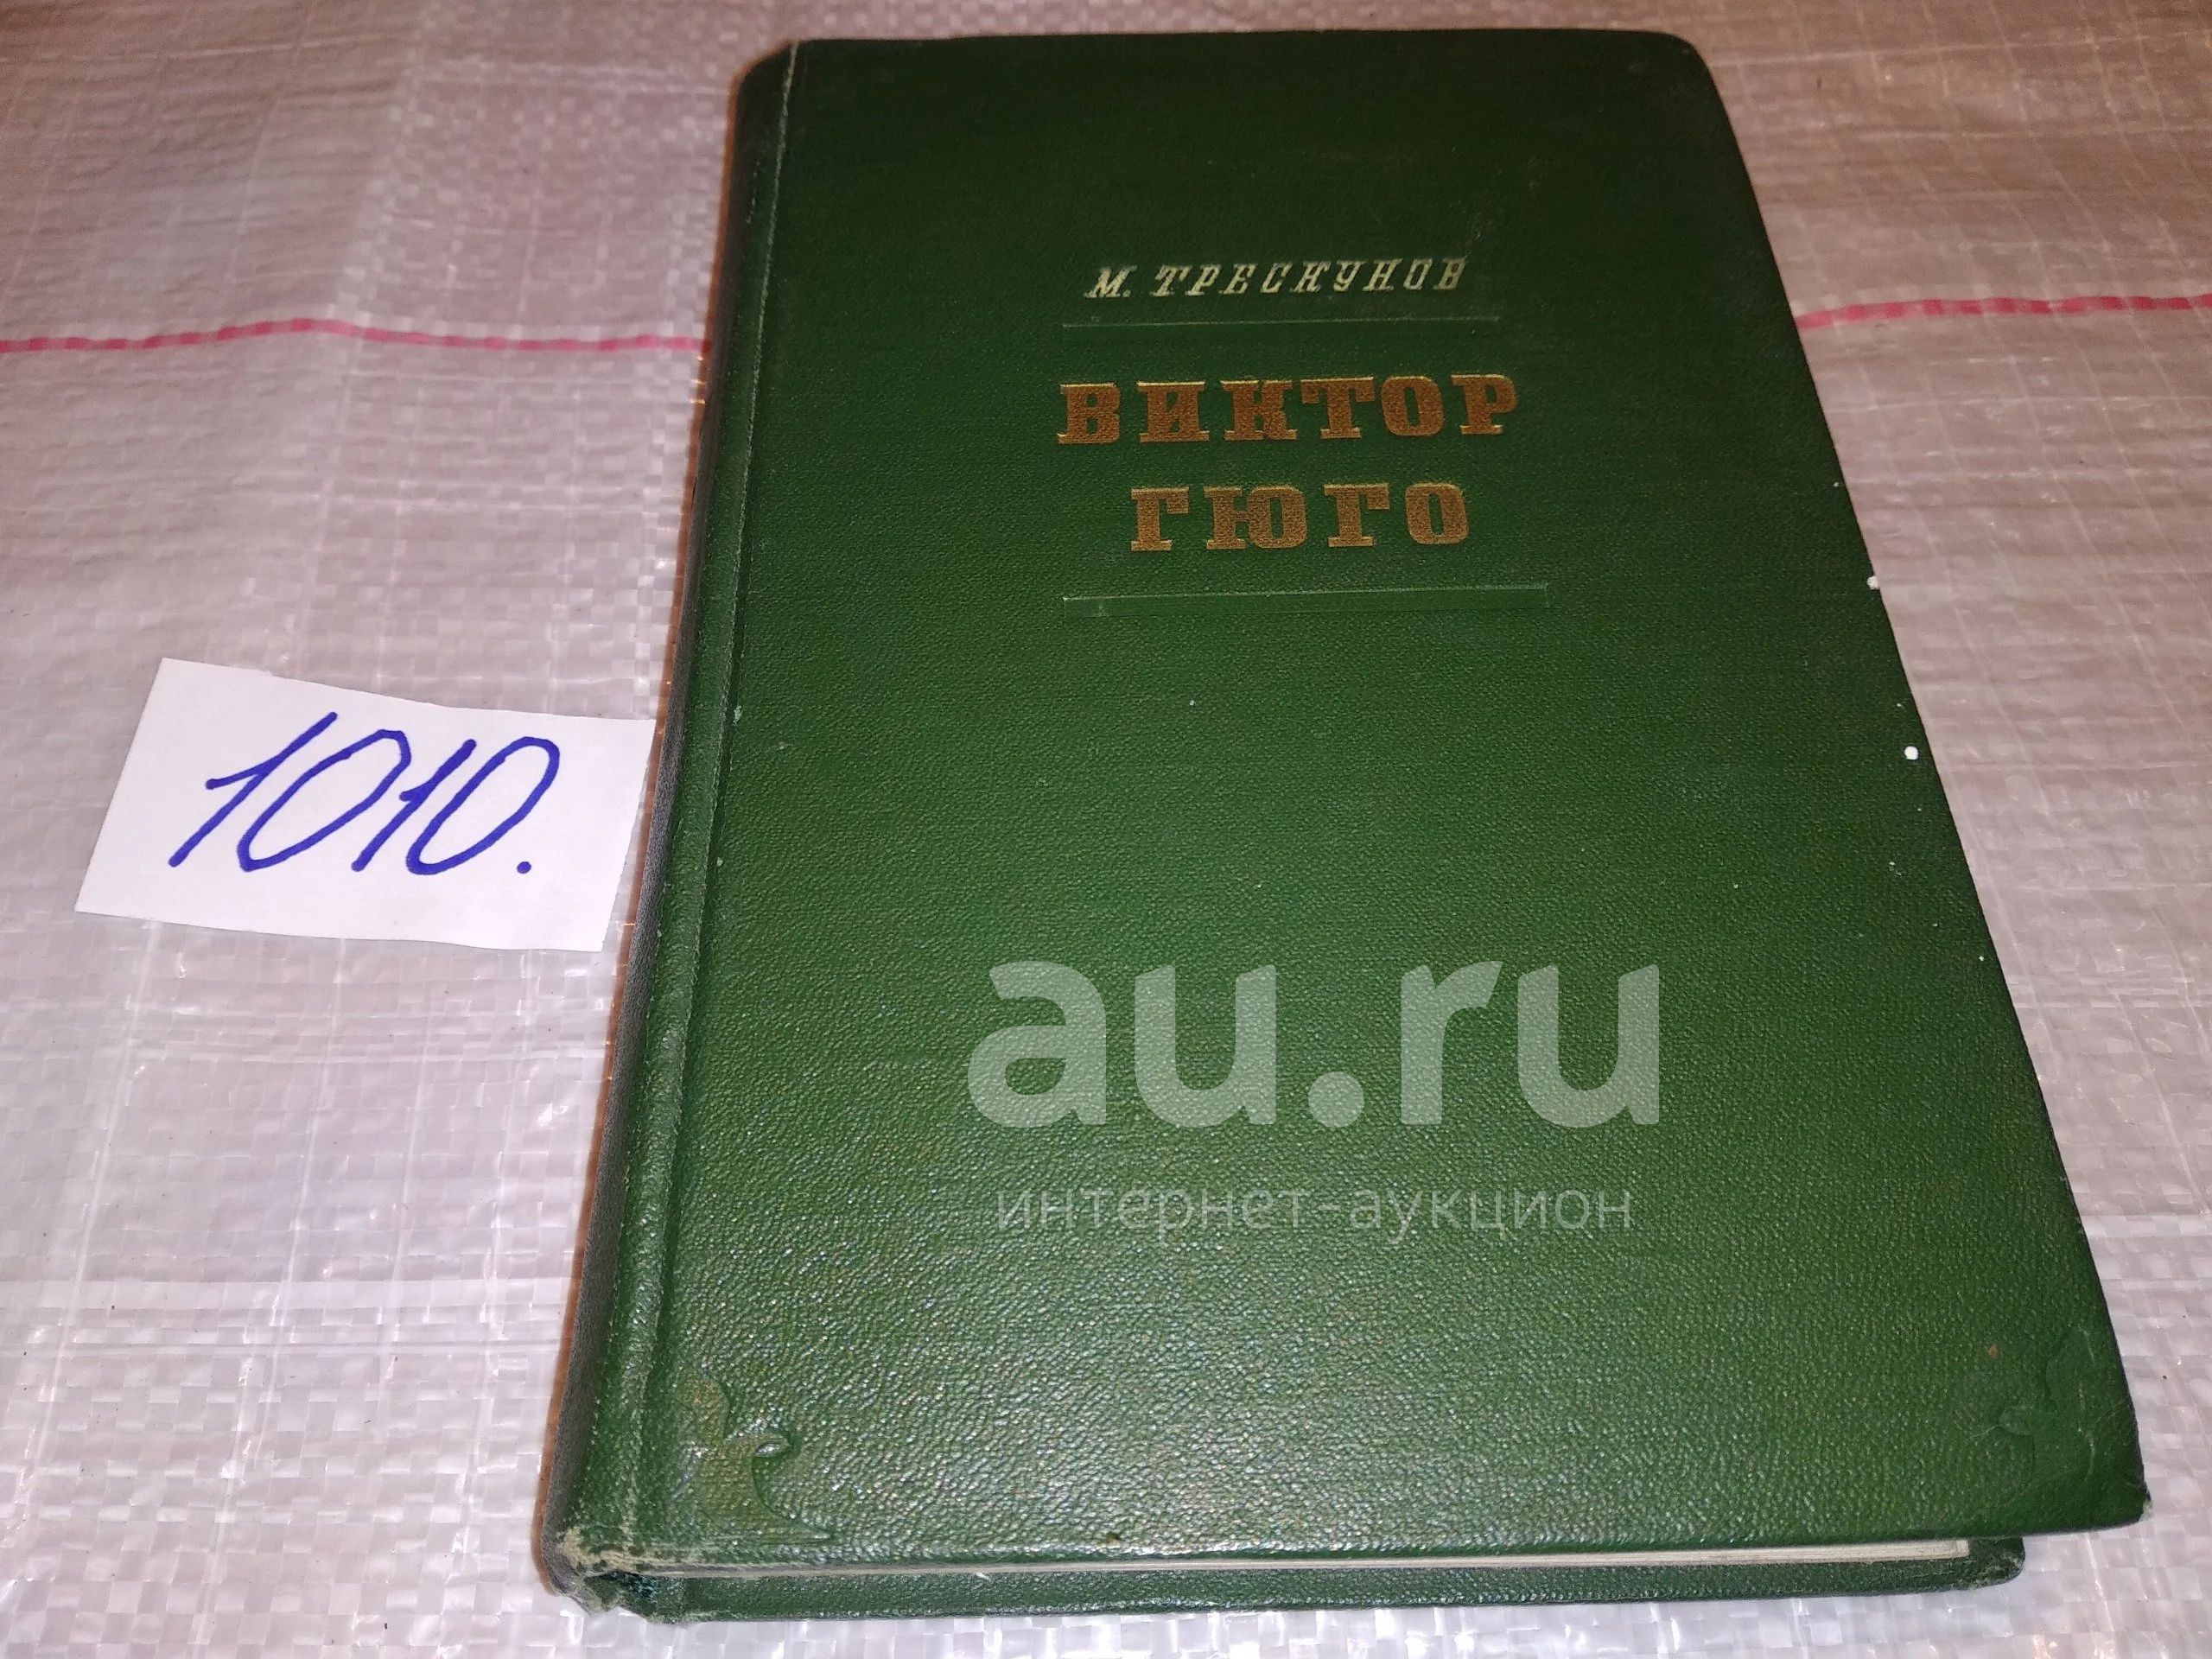 М. ТРЕСКУНОВ
ВИКТОР
ГЮГО
1010.
au.ru
интернет-аукцион